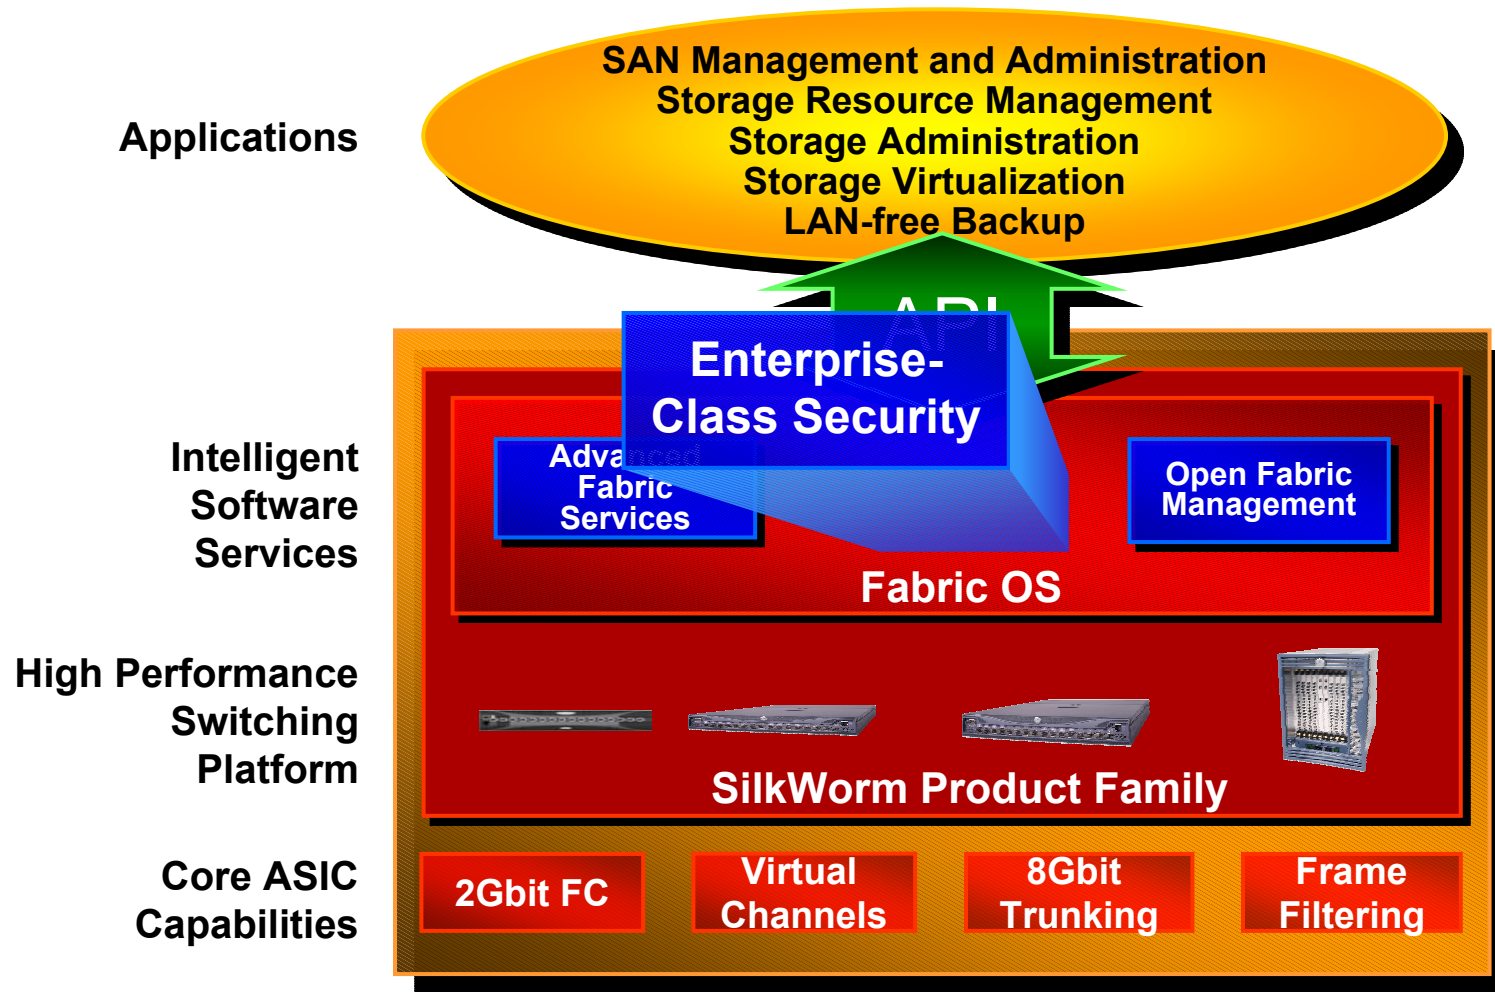 SAN Management and Administration
Storage Resource Management
Storage Administration
Storage Virtualization
LAN-free Backup
Applications
API
Enterprise-
Class Security
Intelligent
Software
Services
Advanced
Fabric
Services
Open Fabric
Management
Fabric OS
High Performance
Switching
Platform
SilkWorm Product Family
Core ASIC
Capabilities
2Gbit FC
Virtual
Channels
8Gbit
Trunking
Frame
Filtering